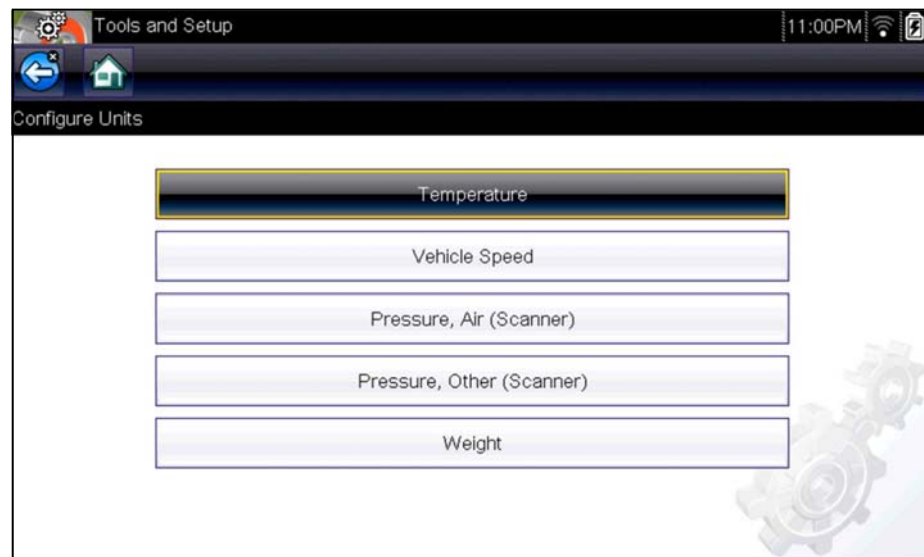 Tools and Setup
11:00PM
Configure Units
Temperature
Vehicle Speed
Pressure, Air (Scanner)
Pressure, Other (Scanner)
Weight